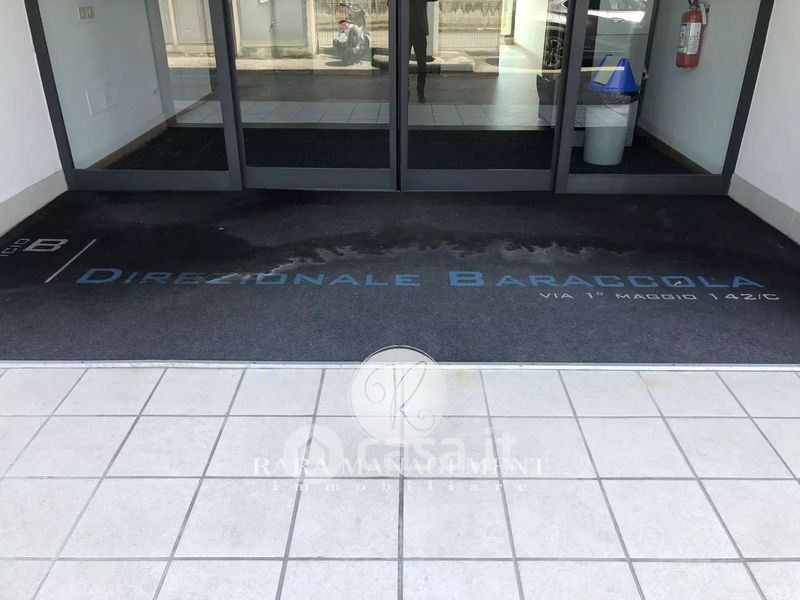 B
DIREZIONALE BARACCOLA
VIA 1° MAGGIO 142/C
R
casa.it
RARA MANAGEMENT
immobiliare